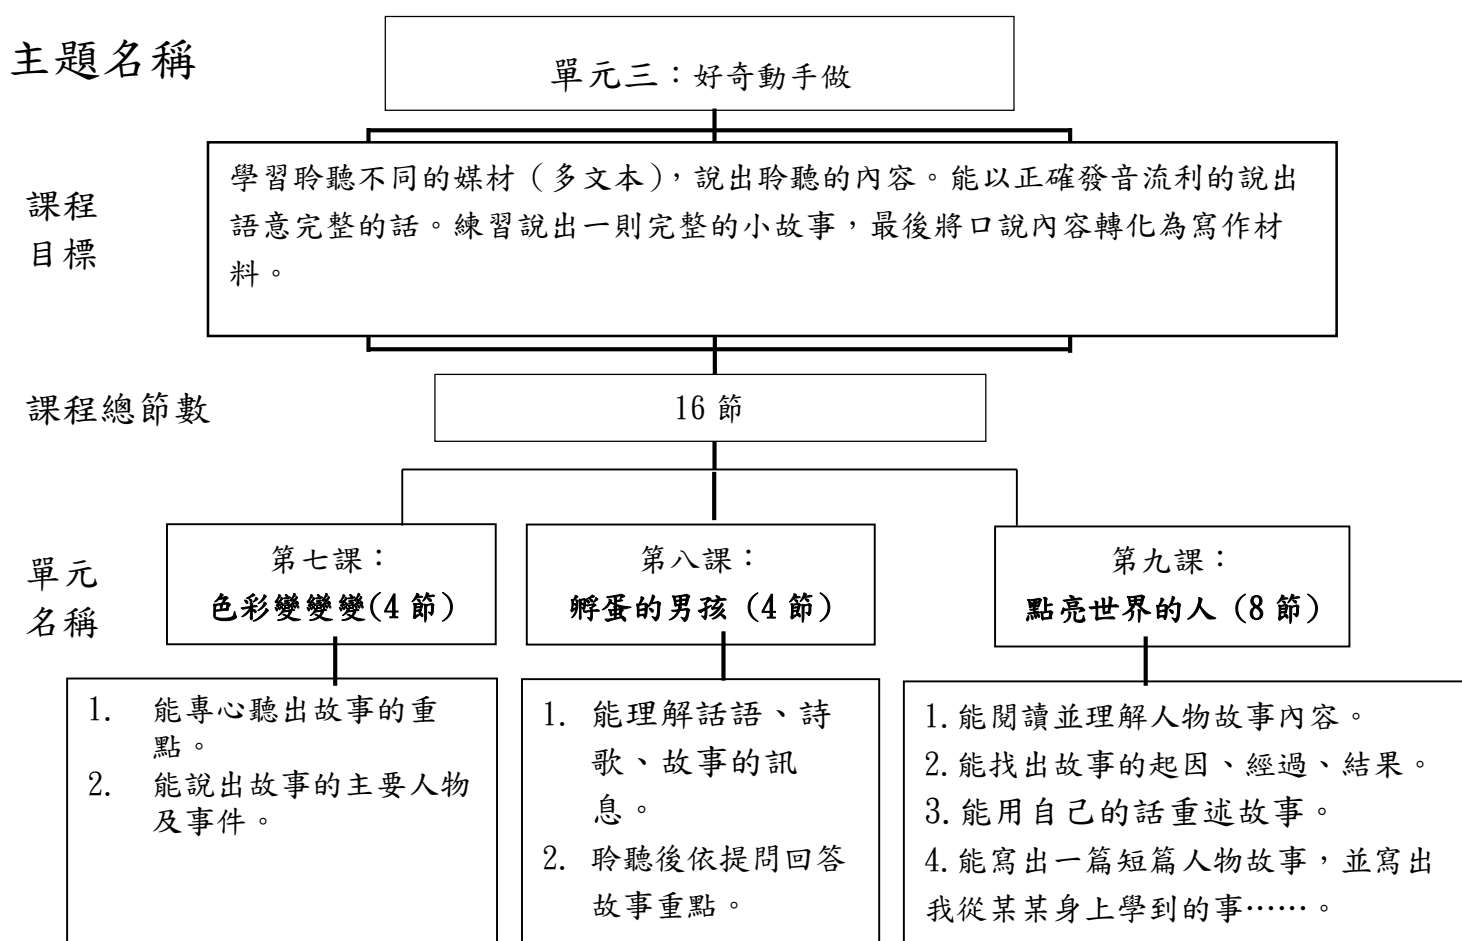 主題名稱
單元三：好奇動手做
課程
目標
學習聆聽不同的媒材（多文本），說出聆聽的內容。能以正確發音流利的說出
語意完整的話。練習說出一則完整的小故事，最後將口說內容轉化為寫作材
料。
課程總節數
16 節
單元
名稱
第七課：
色彩變變變(4 節)
第八課：
孵蛋的男孩 (4 節)
第九課：
點亮世界的人 (8 節)
1. 能專心聽出故事的重
點。
2. 能說出故事的主要人物
及事件。
1. 能理解話語、詩
歌、故事的訊
息。
2. 聆聽後依提問回答
故事重點。
1.能閱讀並理解人物故事內容。
2.能找出故事的起因、經過、結果。
3.能用自己的話重述故事。
4.能寫出一篇短篇人物故事，並寫出
我從某某身上學到的事……。